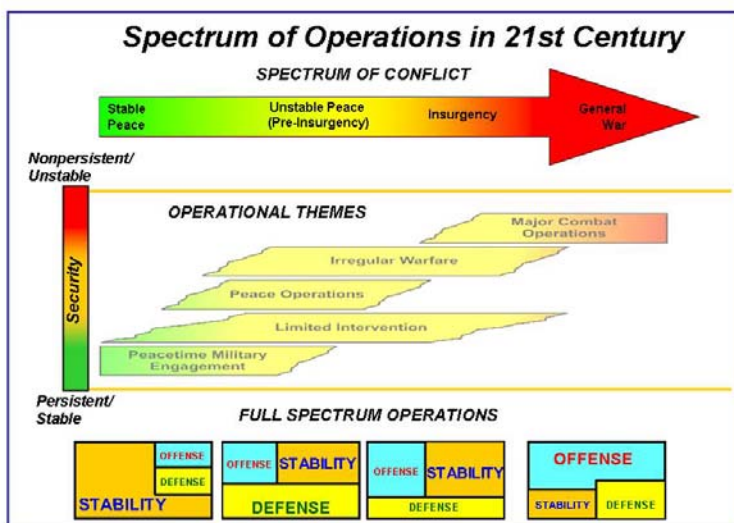 Spectrum of Operations in 21st Century
SPECTRUM OF CONFLICT
Stable
Peace
Unstable Peace
(Pre-Insurgency)
Insurgency
General
War
Nonpersistent/
Unstable
Security
Persistent/
Stable
OPERATIONAL THEMES
Major Combat
Operations
Irregular Warfare
Peace Operations
Limited Intervention
Peacetime Military
Engagement
FULL SPECTRUM OPERATIONS
OFFENSE
DEFENSE
STABILITY
OFFENSE
STABILITY
DEFENSE
OFFENSE
STABILITY
DEFENSE
OFFENSE
STABILITY
DEFENSE